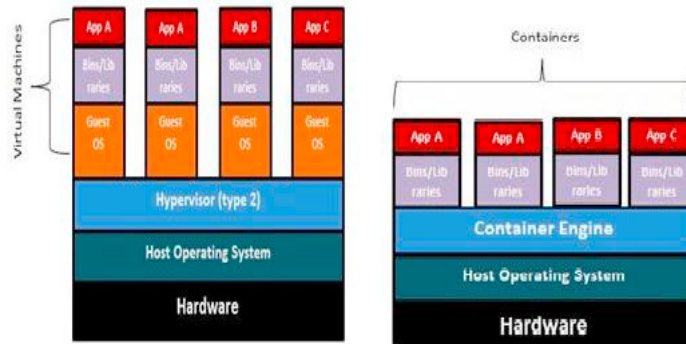 Virtual Machines
App A
App A
App B
App C
Bins/Lib
raries
Bins/Lib
raries
Bins/Lib
raries
Bins/Lib
raries
Guest
OS
Guest
OS
Guest
OS
Guest
OS
Hypervisor (type 2)
Host Operating System
Hardware
Containers
App A
App A
App B
App C
Bins/Lib
raries
Bins/Lib
raries
Bins/Lib
raries
Bins/Lib
raries
Container Engine
Host Operating System
Hardware